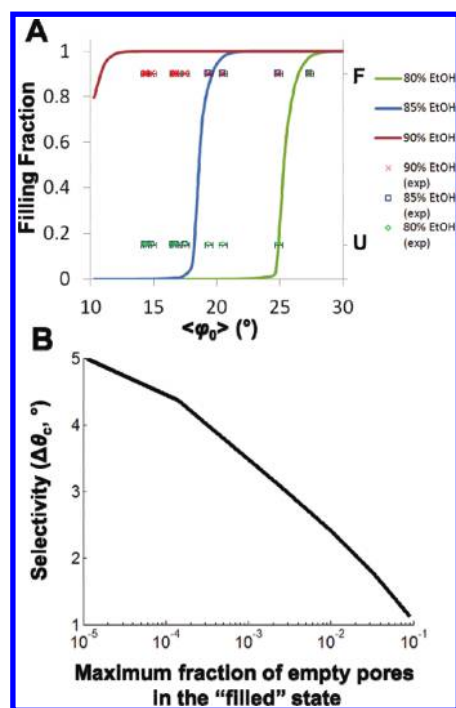 A
1
0.8
0.6
0.4
0.2
0
Filling Fraction
10 15 20 25 30
<φ₀> (°)
F
U
80% EtOH
85% EtOH
90% EtOH
90% EtOH
(exp)
85% EtOH
(exp)
80% EtOH
(exp)
B
5
4
3
2
1
Selectivity (Δθc, °)
10⁻⁵ 10⁻⁴ 10⁻³ 10⁻² 10⁻¹
Maximum fraction of empty pores
in the “filled” state